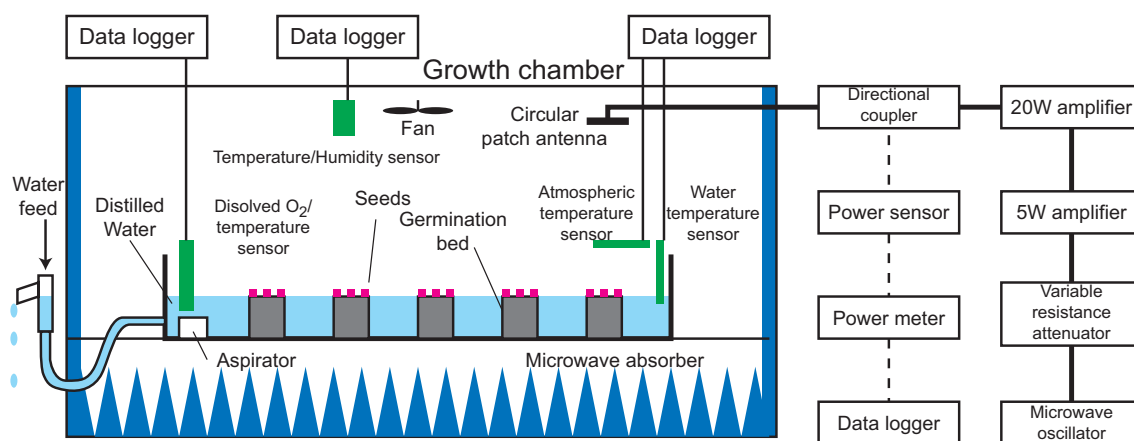 Data logger
Data logger
Data logger
Growth chamber
Fan
Circular
patch antenna
Directional
coupler
20W amplifier
Temperature/Humidity sensor
Water
feed
Distilled
Water
Disolved O₂/
temperature
sensor
Seeds
Germination
bed
Atmospheric
temperature
sensor
Water
temperature
sensor
Power sensor
5W amplifier
Power meter
Variable
resistance
attenuator
Aspirator
Microwave absorber
Data logger
Microwave
oscillator